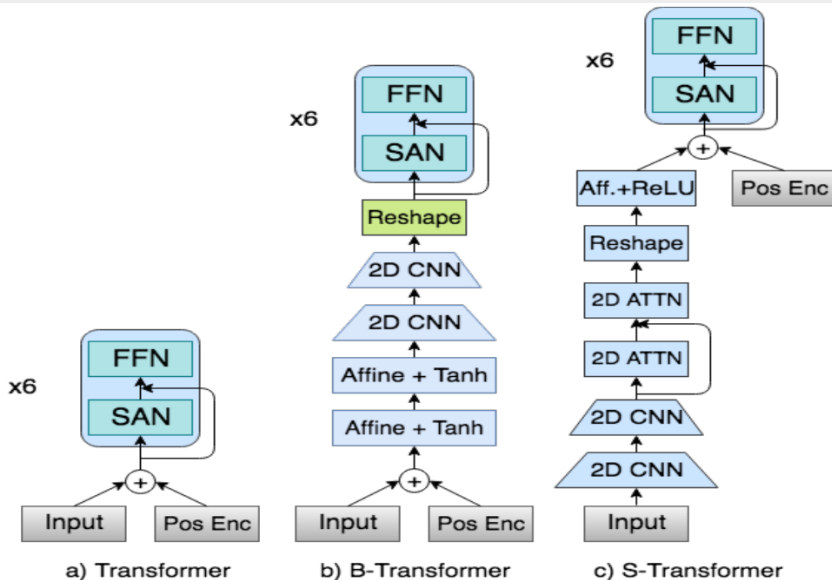 x6
FFN
SAN
+
Input
Pos Enc
a) Transformer
x6
FFN
SAN
Reshape
2D CNN
2D CNN
Affine + Tanh
Affine + Tanh
+
Input
Pos Enc
b) B-Transformer
x6
FFN
SAN
+
Aff.+ReLU
Pos Enc
Reshape
2D ATTN
2D ATTN
2D CNN
2D CNN
Input
c) S-Transformer